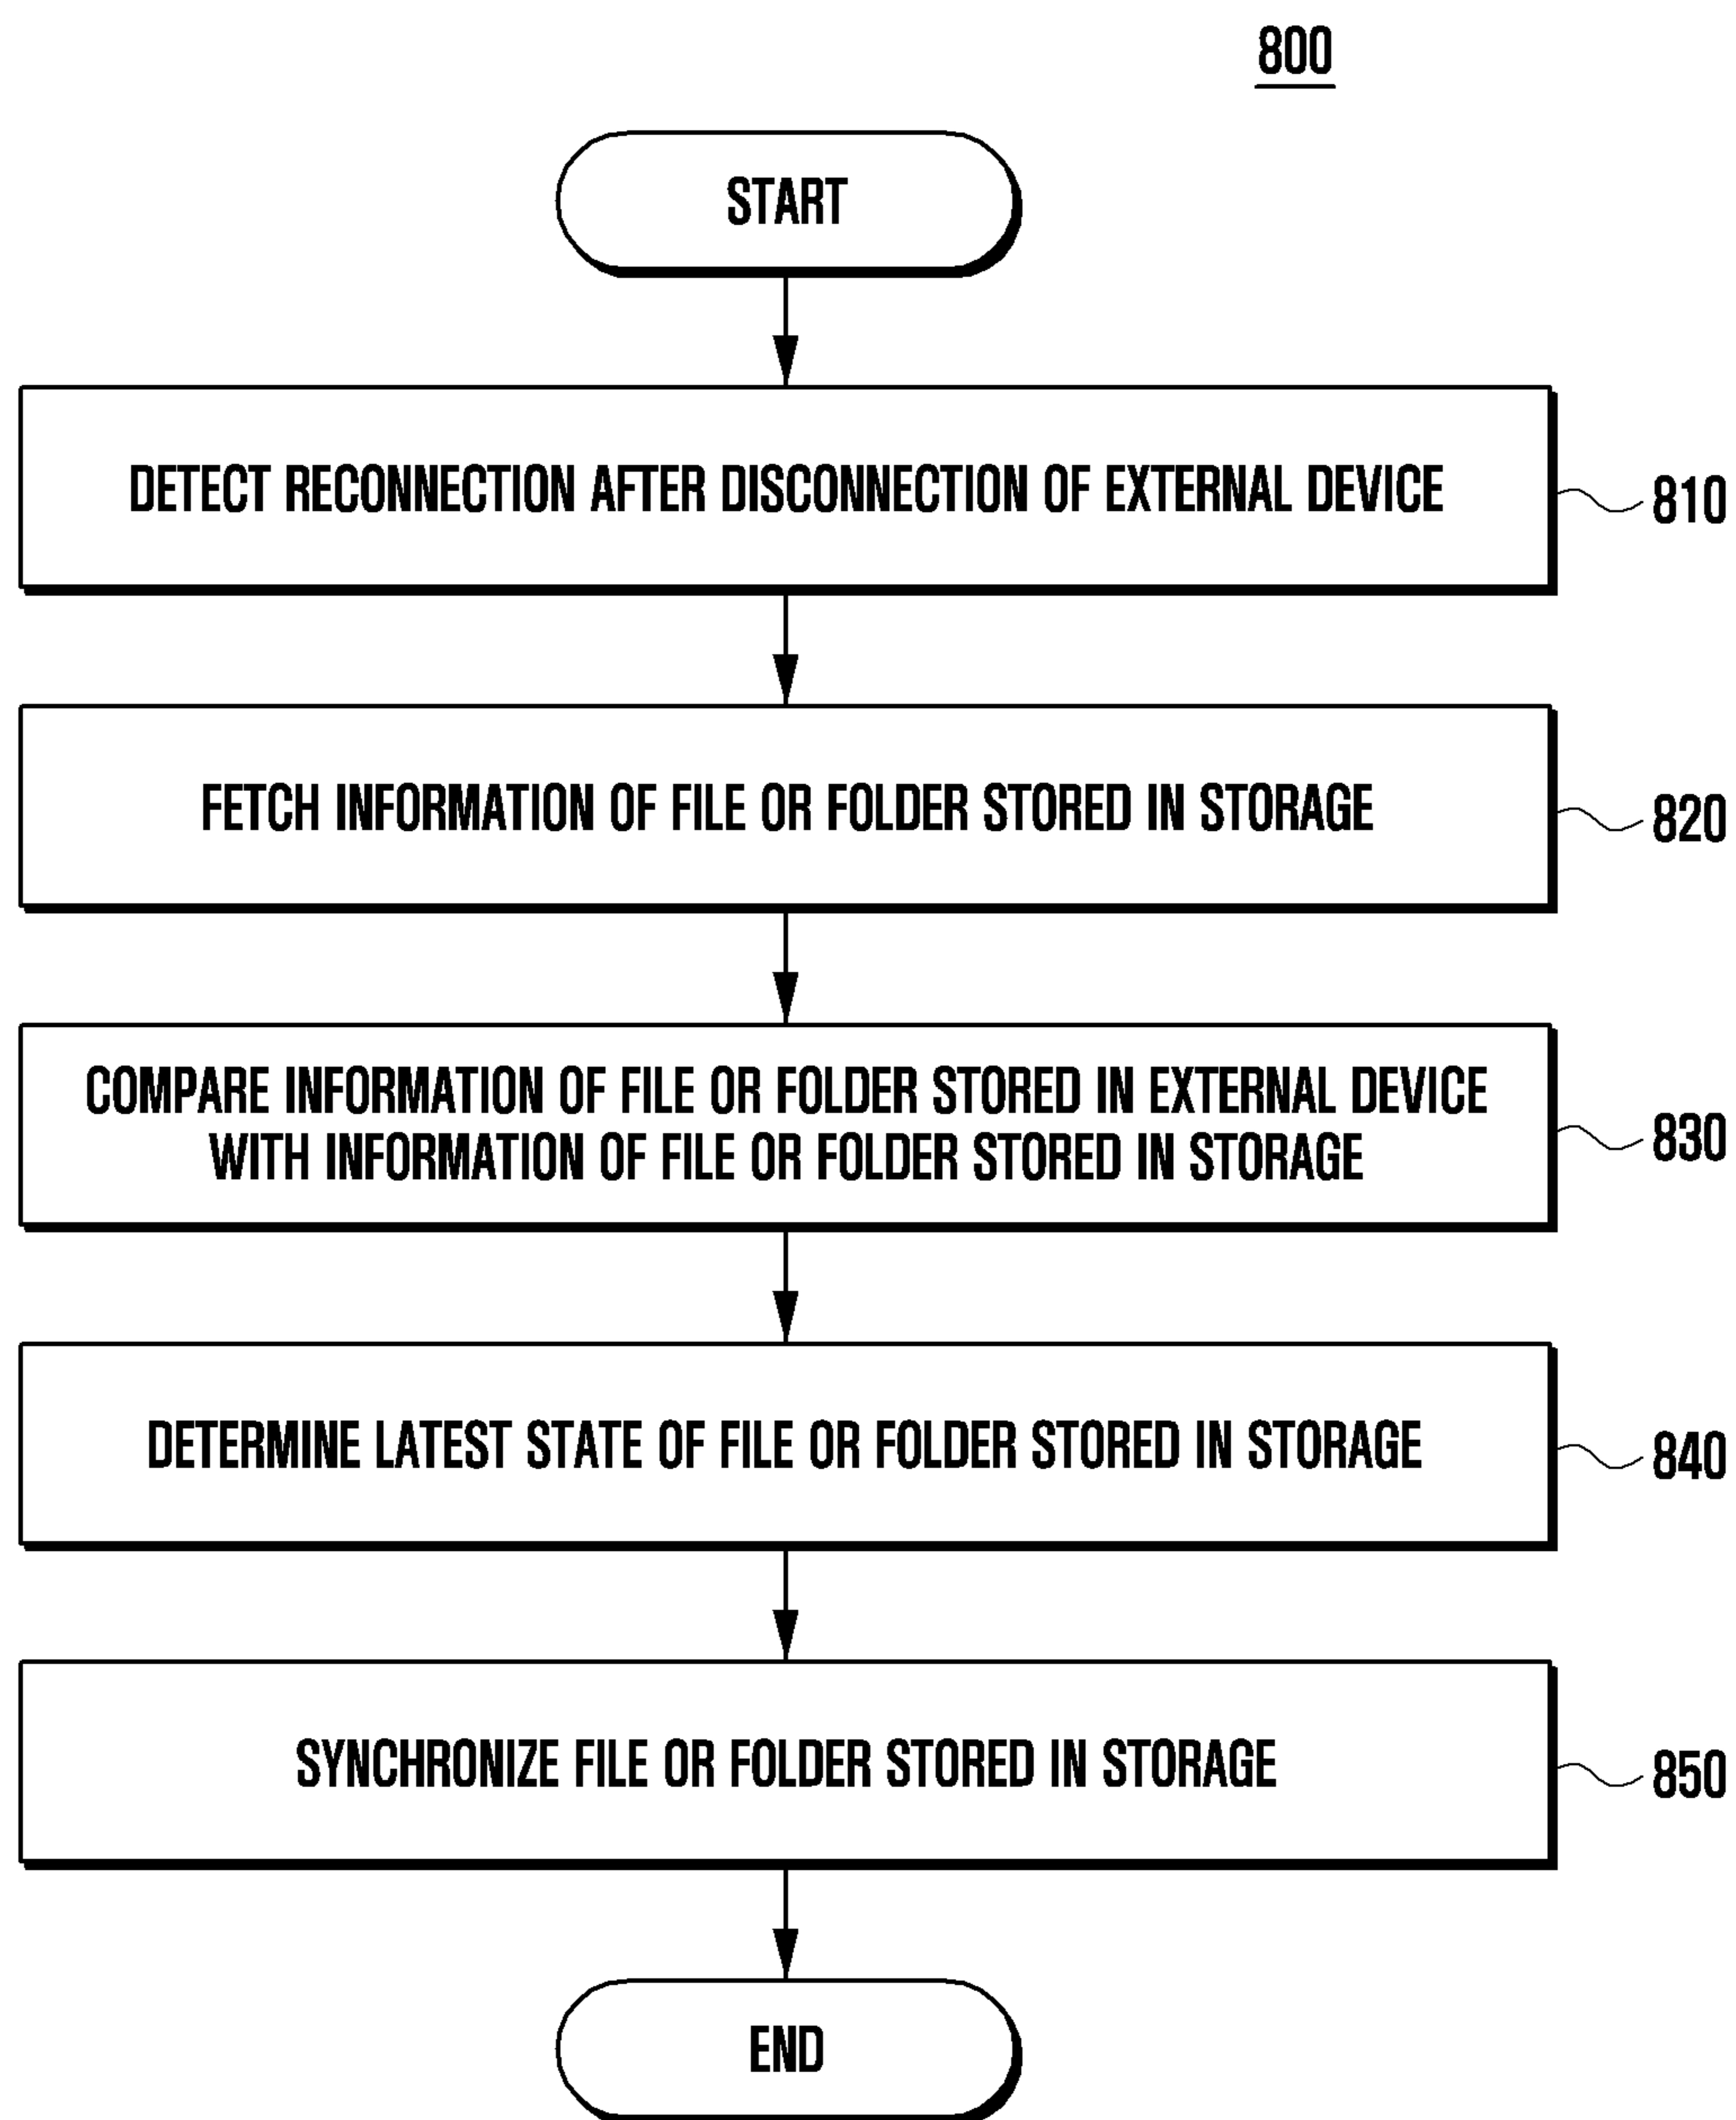 800
START
DETECT RECONNECTION AFTER DISCONNECTION OF EXTERNAL DEVICE
810
FETCH INFORMATION OF FILE OR FOLDER STORED IN STORAGE
820
COMPARE INFORMATION OF FILE OR FOLDER STORED IN EXTERNAL DEVICE
WITH INFORMATION OF FILE OR FOLDER STORED IN STORAGE
830
DETERMINE LATEST STATE OF FILE OR FOLDER STORED IN STORAGE
840
SYNCHRONIZE FILE OR FOLDER STORED IN STORAGE
850
END